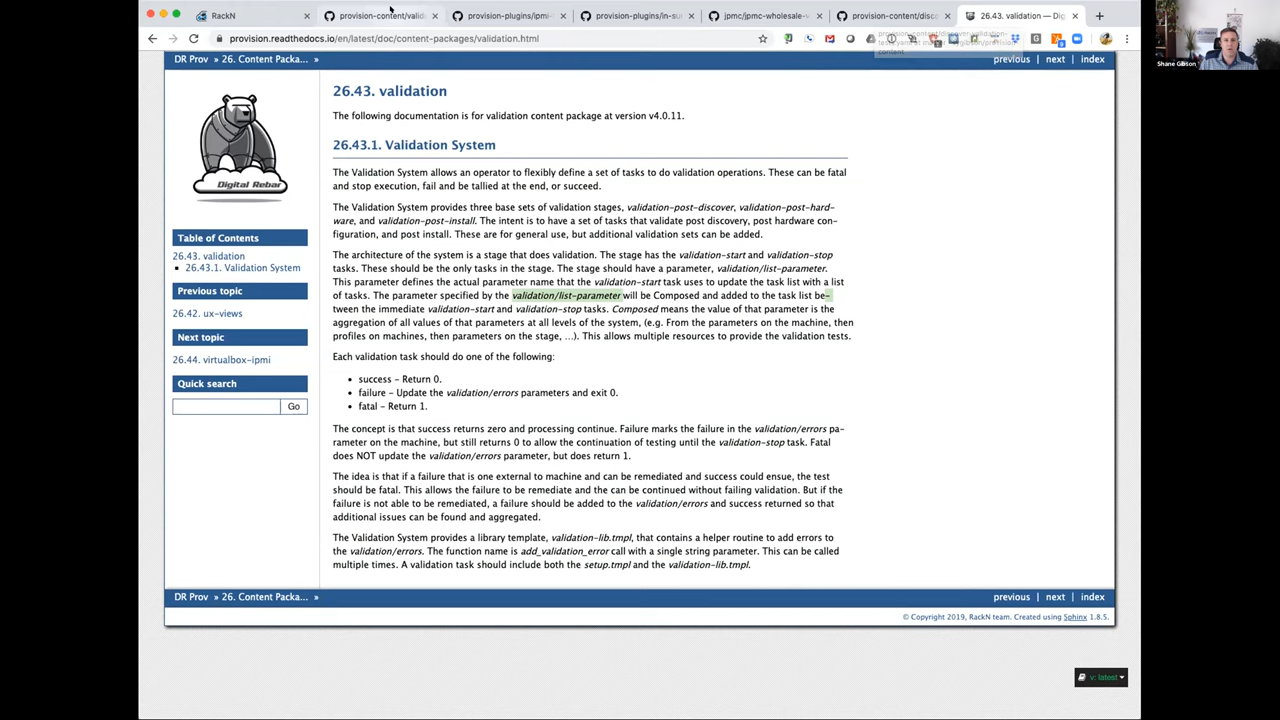 RackN
provision-content/valid
provision-plugins/ipmi-
provision-plugins/in-su
jpmc/jpmc-wholesale-v
provision-content/disco
26.43. validation — Dig
provision.readthedocs.io/en/latest/doc/content-packages/validation.html
Shane Gibson
DR Prov » 26. Content Packa... »
previous | next | index
Digital Rebar
Table of Contents
26.43. validation
26.43.1. Validation System
Previous topic
26.42. ux-views
Next topic
26.44. virtualbox-ipmi
Quick search
Go
26.43. validation
The following documentation is for validation content package at version v4.0.11.
26.43.1. Validation System
The Validation System allows an operator to flexibly define a set of tasks to do validation operations. These can be fatal
and stop execution, fail and be tallied at the end, or succeed.
The Validation System provides three base sets of validation stages, validation-post-discover, validation-post-hard-
ware, and validation-post-install. The intent is to have a set of tasks that validate post discovery, post hardware con-
figuration, and post install. These are for general use, but additional validation sets can be added.
The architecture of the system is a stage that does validation. The stage has the validation-start and validation-stop
tasks. These should be the only tasks in the stage. The stage should have a parameter, validation/list-parameter.
This parameter defines the actual parameter name that the validation-start task uses to update the task list with a list
of tasks. The parameter specified by the validation/list-parameter will be Composed and added to the task list be-
tween the immediate validation-start and validation-stop tasks. Composed means the value of that parameter is the
aggregation of all values of that parameters at all levels of the system, (e.g. From the parameters on the machine, then
profiles on machines, then parameters on the stage, ...). This allows multiple resources to provide the validation tests.
Each validation task should do one of the following:
• success – Return 0.
• failure – Update the validation/errors parameters and exit 0.
• fatal – Return 1.
The concept is that success returns zero and processing continue. Failure marks the failure in the validation/errors pa-
rameter on the machine, but still returns 0 to allow the continuation of testing until the validation-stop task. Fatal
does NOT update the validation/errors parameter, but does return 1.
The idea is that if a failure that is one external to machine and can be remediated and success could ensue, the test
should be fatal. This allows the failure to be remediate and the can be continued without failing validation. But if the
failure is not able to be remediated, a failure should be added to the validation/errors and success returned so that
additional issues can be found and aggregated.
The Validation System provides a library template, validation-lib.tmpl, that contains a helper routine to add errors to
the validation/errors. The function name is add_validation_error call with a single string parameter. This can be called
multiple times. A validation task should include both the setup.tmpl and the validation-lib.tmpl.
DR Prov » 26. Content Packa... »
previous | next | index
© Copyright 2019, RackN team. Created using Sphinx 1.8.5.
v: latest